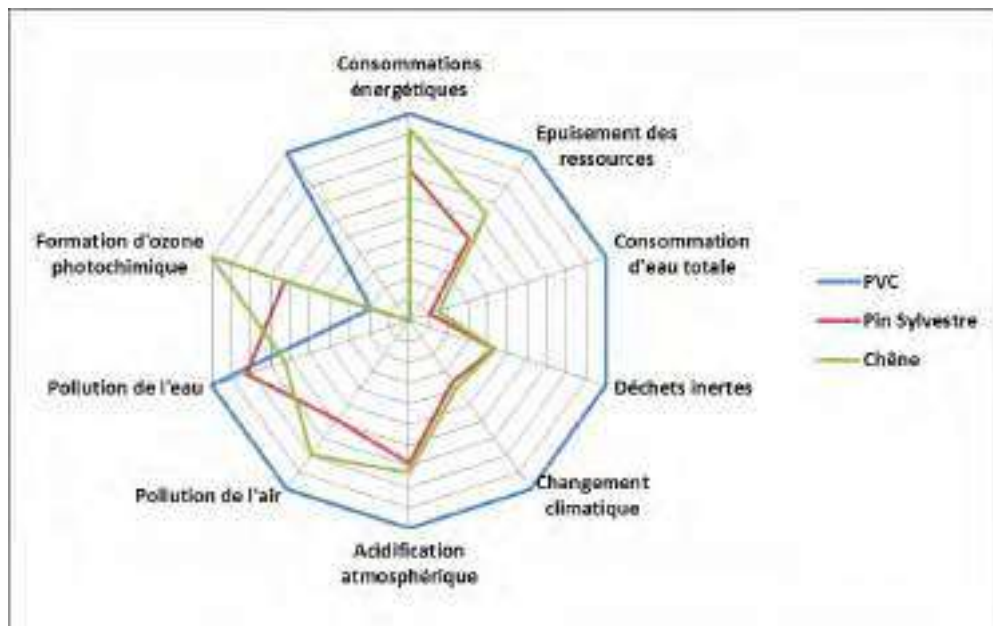 Consommations
énergétiques
Epuisement des
ressources
Consommation
d'eau totale
Déchets inertes
Changement
climatique
Acidification
atmosphérique
Pollution de l'air
Pollution de l'eau
Formation d'ozone
photochimique
PVC
Pin Sylvestre
Chêne